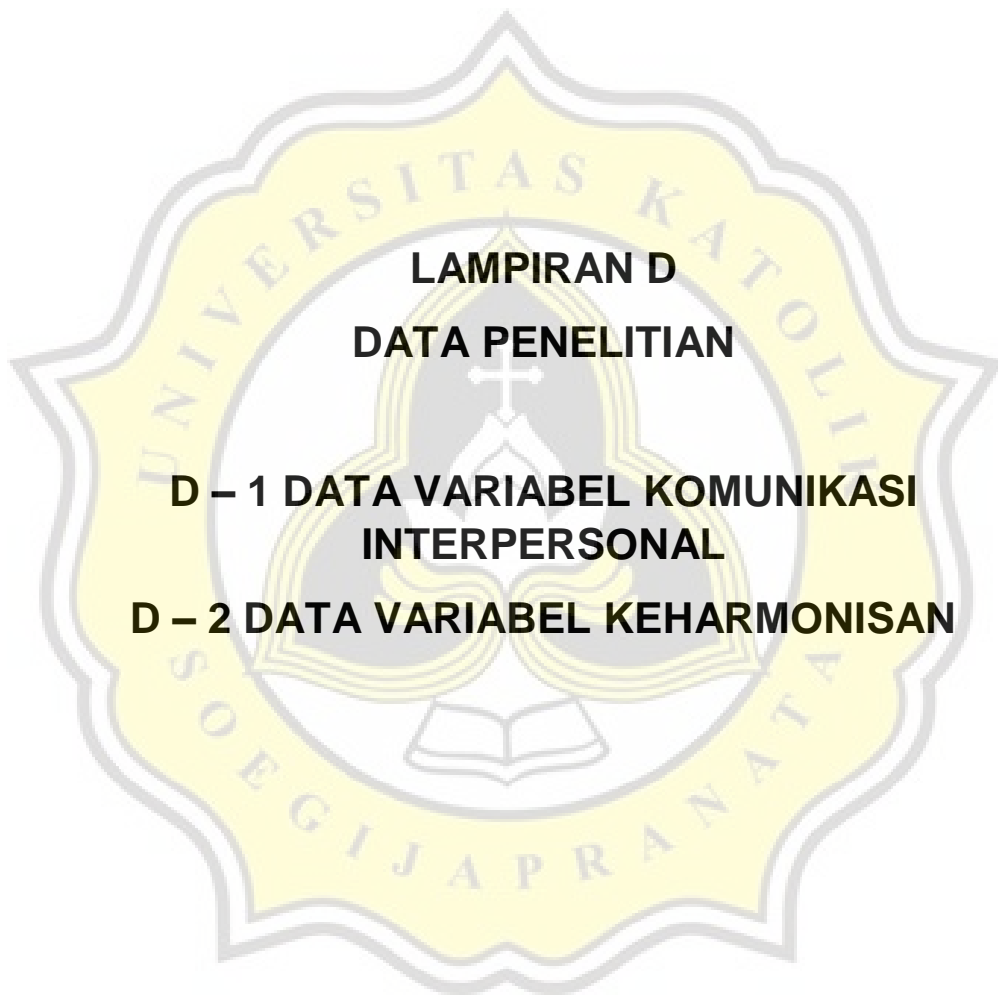 UNIVERSITAS KATOLIK
LAMPIRAN D
DATA PENELITIAN
D – 1 DATA VARIABEL KOMUNIKASI
INTERPERSONAL
D – 2 DATA VARIABEL KEHARMONISAN
SOEGIJAPRANATA